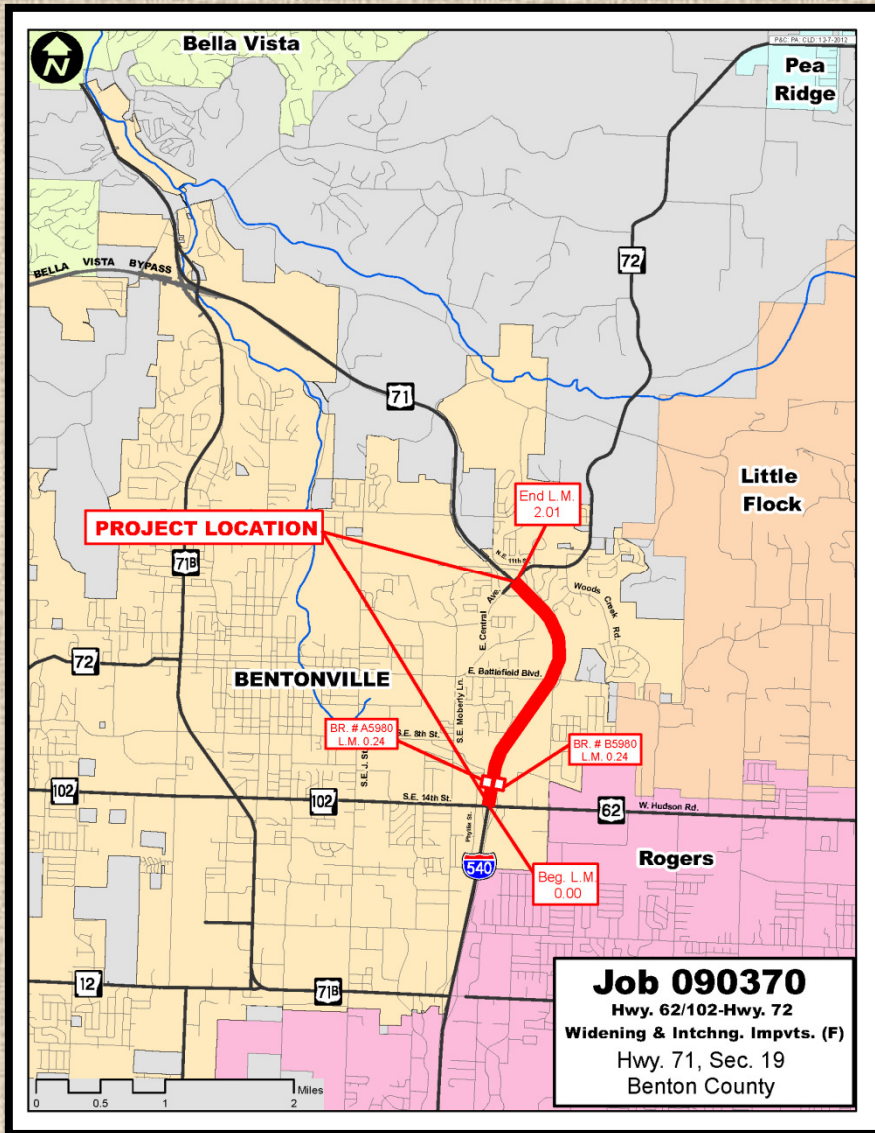 N
Bella Vista
P&C: PA: CLD: 12-7-2012
Pea
Ridge
72
BELLA VISTA BYPASS
71
Little
Flock
End L.M.
2.01
PROJECT LOCATION
N.E. 11th St.
71B
E. Central Ave.
Woods Creek Rd.
72
BENTONVILLE
E. Battlefield Blvd.
S.E. Moberly Ln.
BR. # A5980
L.M. 0.24
S.E. 8th St.
BR. # B5980
L.M. 0.24
S.E. J. St.
102
102
S.E. 14th St.
62
W. Hudson Rd.
Phyllis St.
540
Rogers
Beg. L.M.
0.00
12
71B
Job 090370
Hwy. 62/102-Hwy. 72
Widening & Intchng. Impvts. (F)
Hwy. 71, Sec. 19
Benton County
Miles
0 0.5 1 2